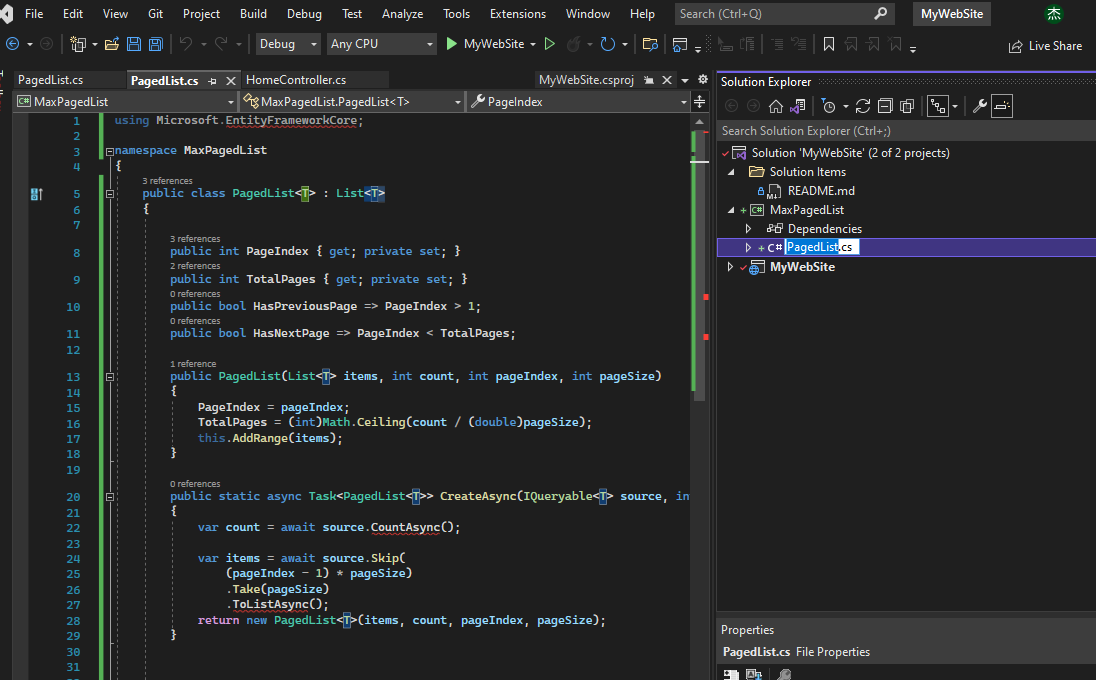 File Edit View Git Project Build Debug Test Analyze Tools Extensions Window Help Search (Ctrl+Q) MyWebSite 杰
Debug Any CPU MyWebSite Live Share
PagedList.cs PagedList.cs HomeController.cs MyWebSite.csproj
MaxPagedList MaxPagedList.PagedList<T> PageIndex
1 using Microsoft.EntityFrameworkCore;
2
3 namespace MaxPagedList
4 {
3 references
5 public class PagedList<T> : List<T>
6 {
7
3 references
8 public int PageIndex { get; private set; }
2 references
9 public int TotalPages { get; private set; }
0 references
10 public bool HasPreviousPage => PageIndex > 1;
0 references
11 public bool HasNextPage => PageIndex < TotalPages;
12
1 reference
13 public PagedList(List<T> items, int count, int pageIndex, int pageSize)
14 {
15 PageIndex = pageIndex;
16 TotalPages = (int)Math.Ceiling(count / (double)pageSize);
17 this.AddRange(items);
18 }
19
0 references
20 public static async Task<PagedList<T>> CreateAsync(IQueryable<T> source, in
21 {
22 var count = await source.CountAsync();
23
24 var items = await source.Skip(
25 (pageIndex - 1) * pageSize)
26 .Take(pageSize)
27 .ToListAsync();
28 return new PagedList<T>(items, count, pageIndex, pageSize);
29 }
30
31
Solution Explorer
Search Solution Explorer (Ctrl+;)
Solution 'MyWebSite' (2 of 2 projects)
Solution Items
README.md
C# MaxPagedList
Dependencies
C# PagedList.cs
MyWebSite
Properties
PagedList.cs File Properties